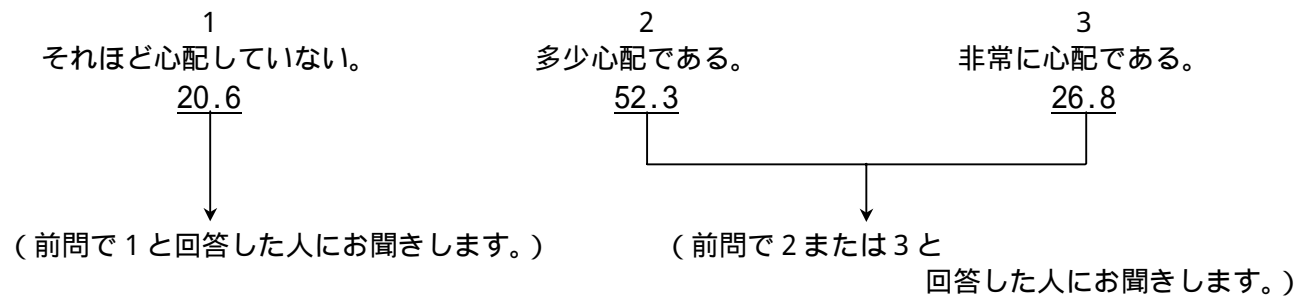 1 2 3
それほど心配していない。 多少心配である。 非常に心配である。
20.6 52.3 26.8
(前問で1と回答した人にお聞きします。) (前問で2または3と
回答した人にお聞きします。)